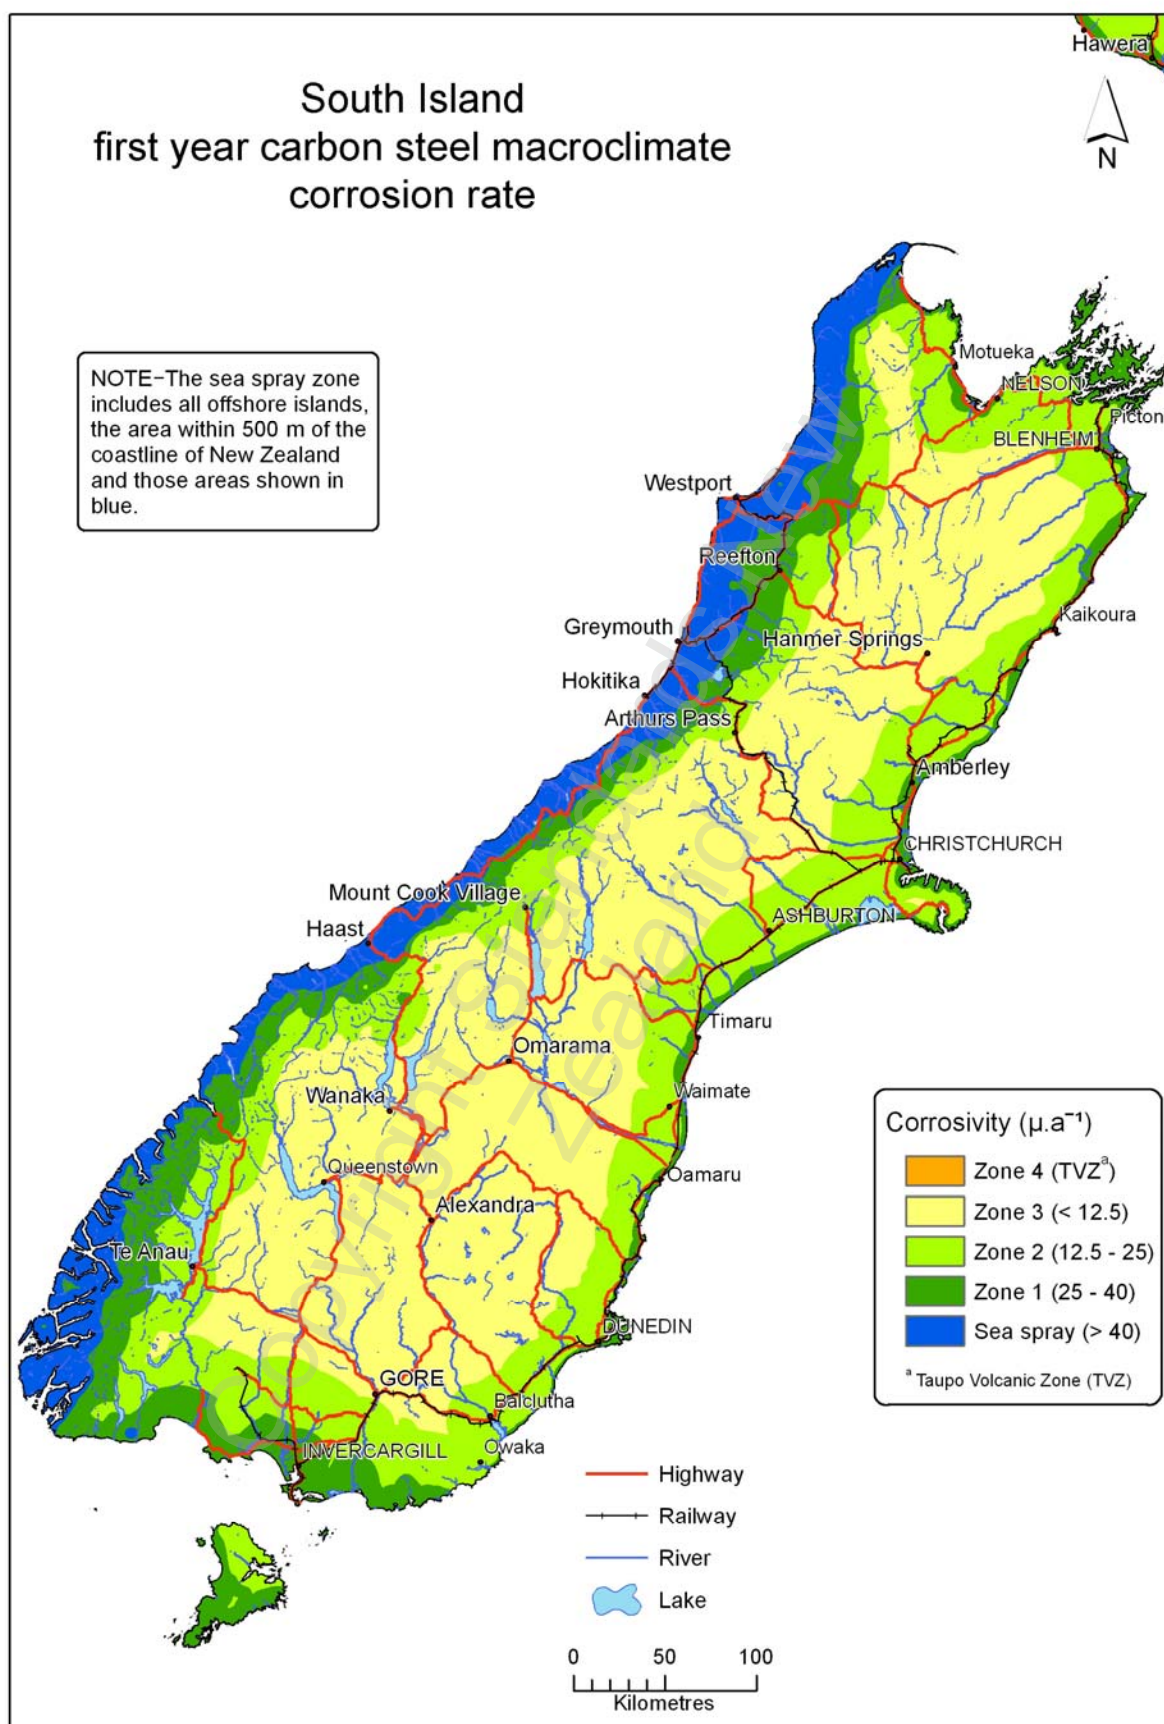 Hawera
South Island
first year carbon steel macroclimate
corrosion rate
N
NOTE–The sea spray zone
includes all offshore islands,
the area within 500 m of the
coastline of New Zealand
and those areas shown in
blue.
Motueka
NELSON
Picton
BLENHEIM
Westport
Reefton
Kaikoura
Greymouth
Hanmer Springs
Hokitika
Arthurs Pass
Amberley
CHRISTCHURCH
Mount Cook Village
ASHBURTON
Haast
Timaru
Omarama
Wanaka
Waimate
Queenstown
Oamaru
Alexandra
Te Anau
DUNEDIN
GORE
Balclutha
INVERCARGILL
Owaka
Corrosivity (µ.a⁻¹)
Zone 4 (TVZᵃ)
Zone 3 (< 12.5)
Zone 2 (12.5 - 25)
Zone 1 (25 - 40)
Sea spray (> 40)
ᵃ Taupo Volcanic Zone (TVZ)
Highway
Railway
River
Lake
0 50 100
Kilometres
Copyright Standards New
Zealand